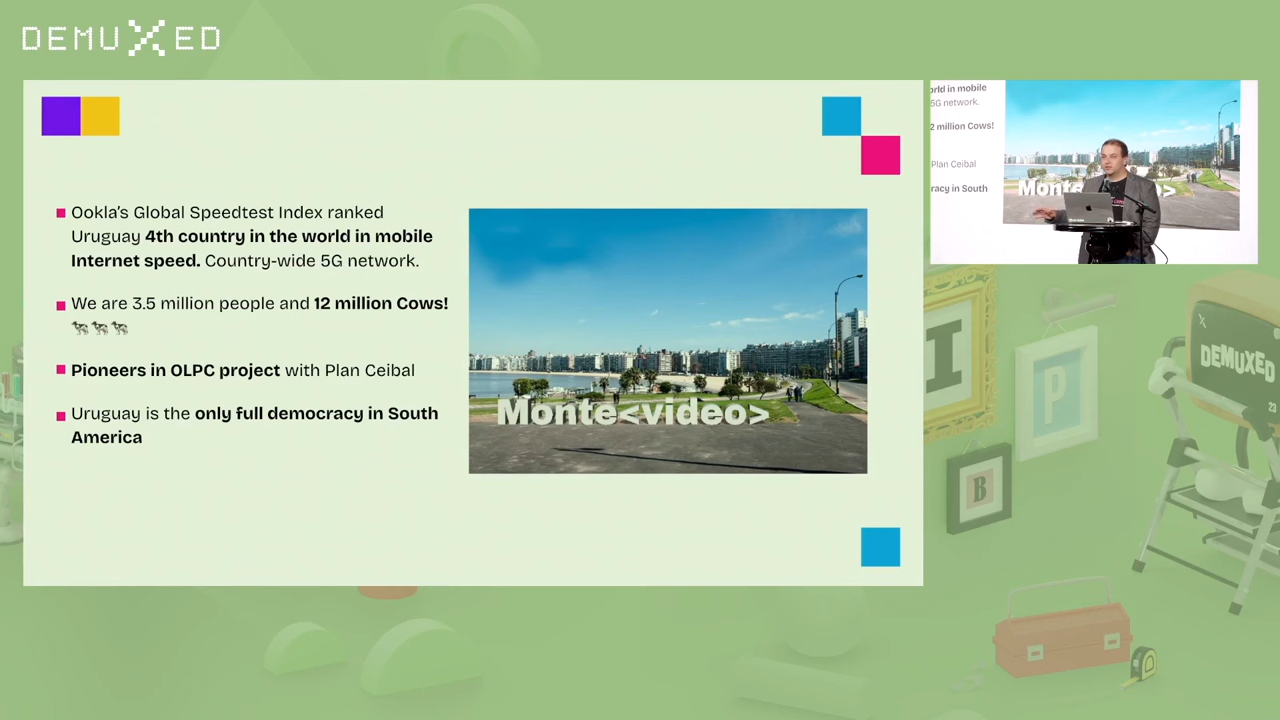 DEMUXED
Ookla’s Global Speedtest Index ranked
Uruguay 4th country in the world in mobile
Internet speed. Country-wide 5G network.
We are 3.5 million people and 12 million Cows!
🐄🐄🐄
Pioneers in OLPC project with Plan Ceibal
Uruguay is the only full democracy in South
America
Monte<video>
orld in mobile
5G network.
2 million Cows!
Plan Ceibal
racy in South
Monte
>
I
P
B
DEMUXED
23